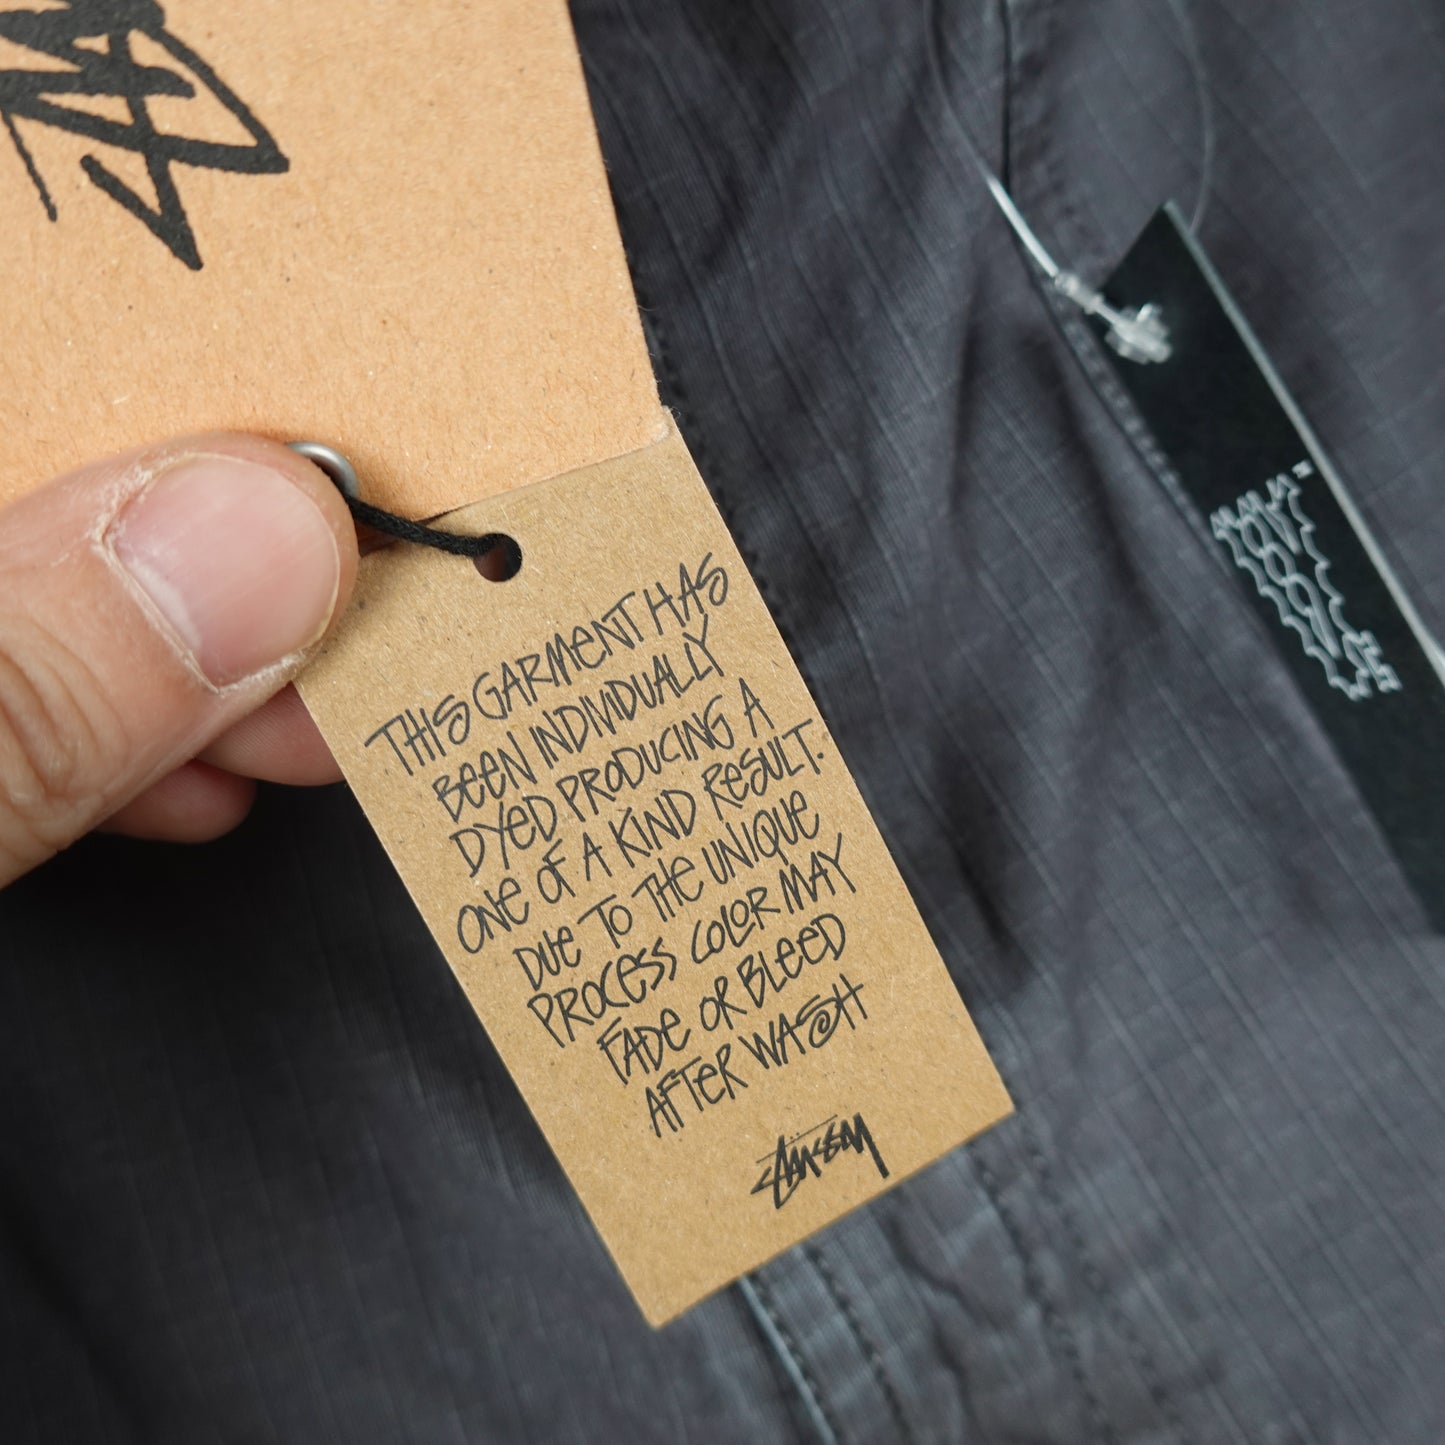 THIS GARMENT HAS
BEEN INDIVIDUALLY
DYED PRODUCING A
ONE OF A KIND RESULT.
DUE TO THE UNIQUE
PROCESS COLOR MAY
FADE OR BLEED
AFTER WASH
STÜSSY